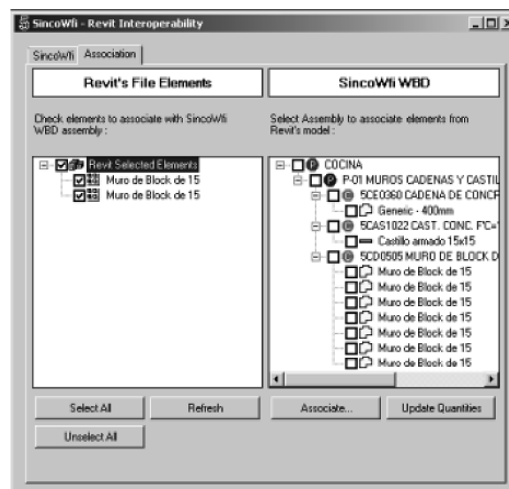 SincoWfi - Revit Interoperability
SincoWfi
Association
Revit's File Elements
SincoWfi WBD
Check elements to associate with SincoWfi
WBD assembly :
Select Assembly to associate elements from
Revit's model :
Revit Selected Elements
Muro de Block de 15
Muro de Block de 15
COCINA
P-01 MUROS CADENAS Y CASTIL
5CE0360 CADENA DE CONCR
Generic - 400mm
5CAS1022 CAST. CONC. F'C=
Castillo armado 15x15
5CD0505 MURO DE BLOCK D
Muro de Block de 15
Muro de Block de 15
Muro de Block de 15
Muro de Block de 15
Muro de Block de 15
Muro de Block de 15
Muro de Block de 15
Select All
Refresh
Associate...
Update Quantities
Unselect All